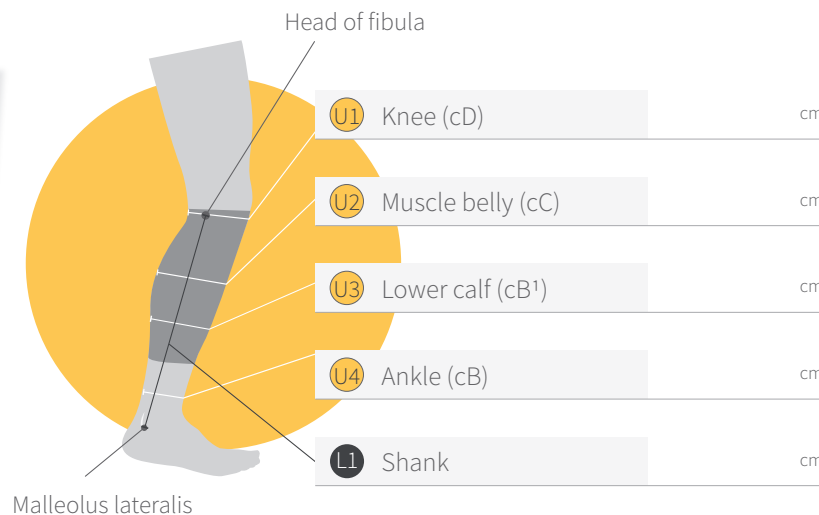 Head of fibula
U1 Knee (cD) cm
U2 Muscle belly (cC) cm
U3 Lower calf (cB¹) cm
U4 Ankle (cB) cm
L1 Shank cm
Malleolus lateralis